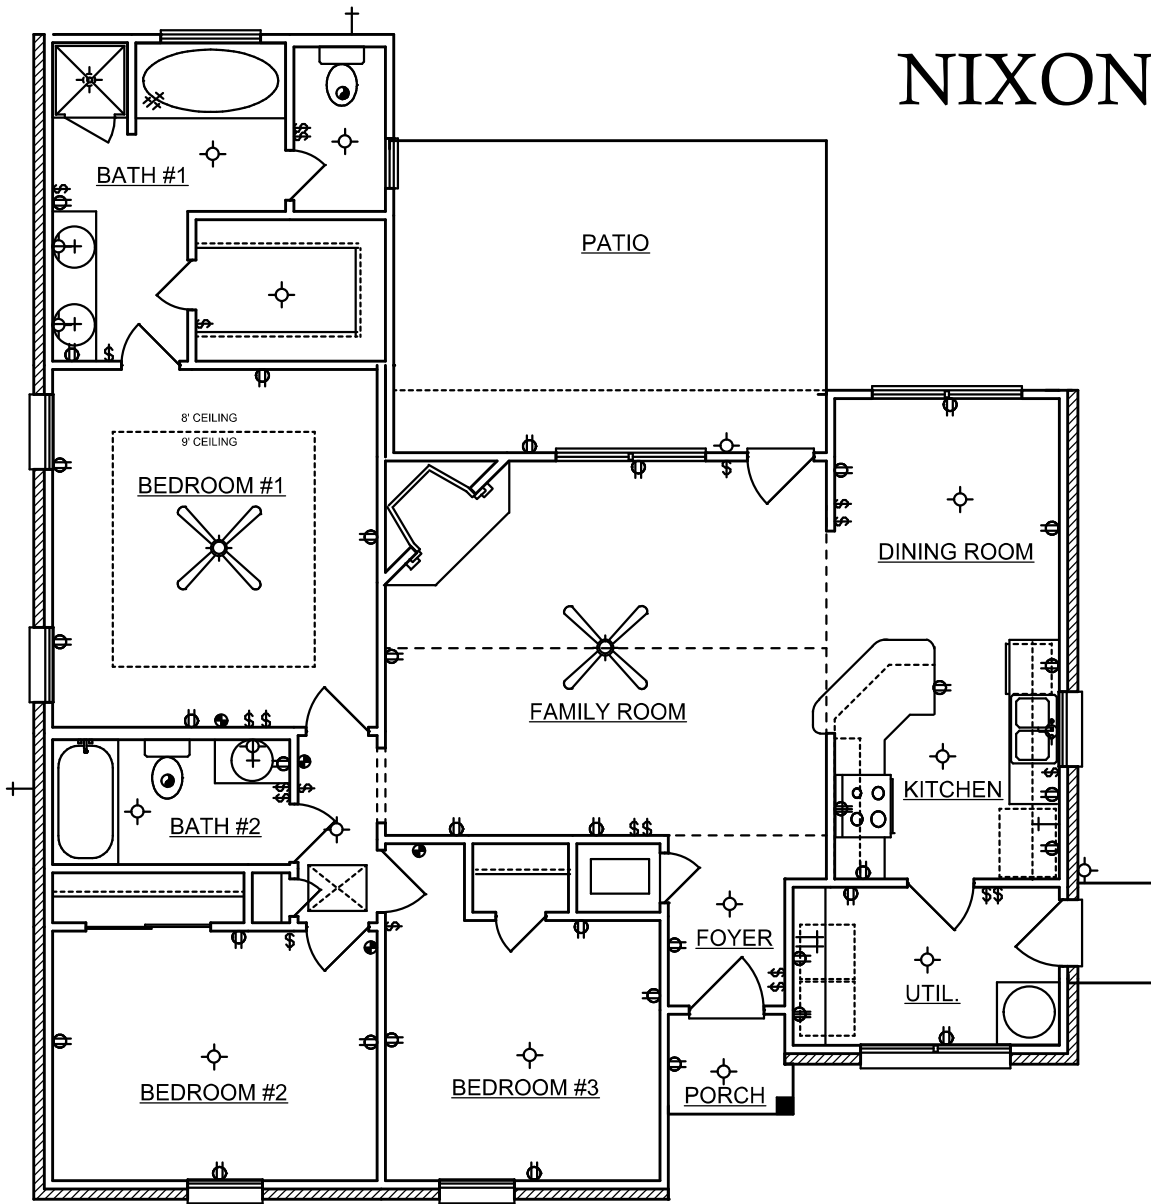 NIXON
BATH #1
PATIO
8' CEILING
9' CEILING
BEDROOM #1
DINING ROOM
FAMILY ROOM
KITCHEN
BATH #2
FOYER
UTIL.
BEDROOM #2
BEDROOM #3
PORCH